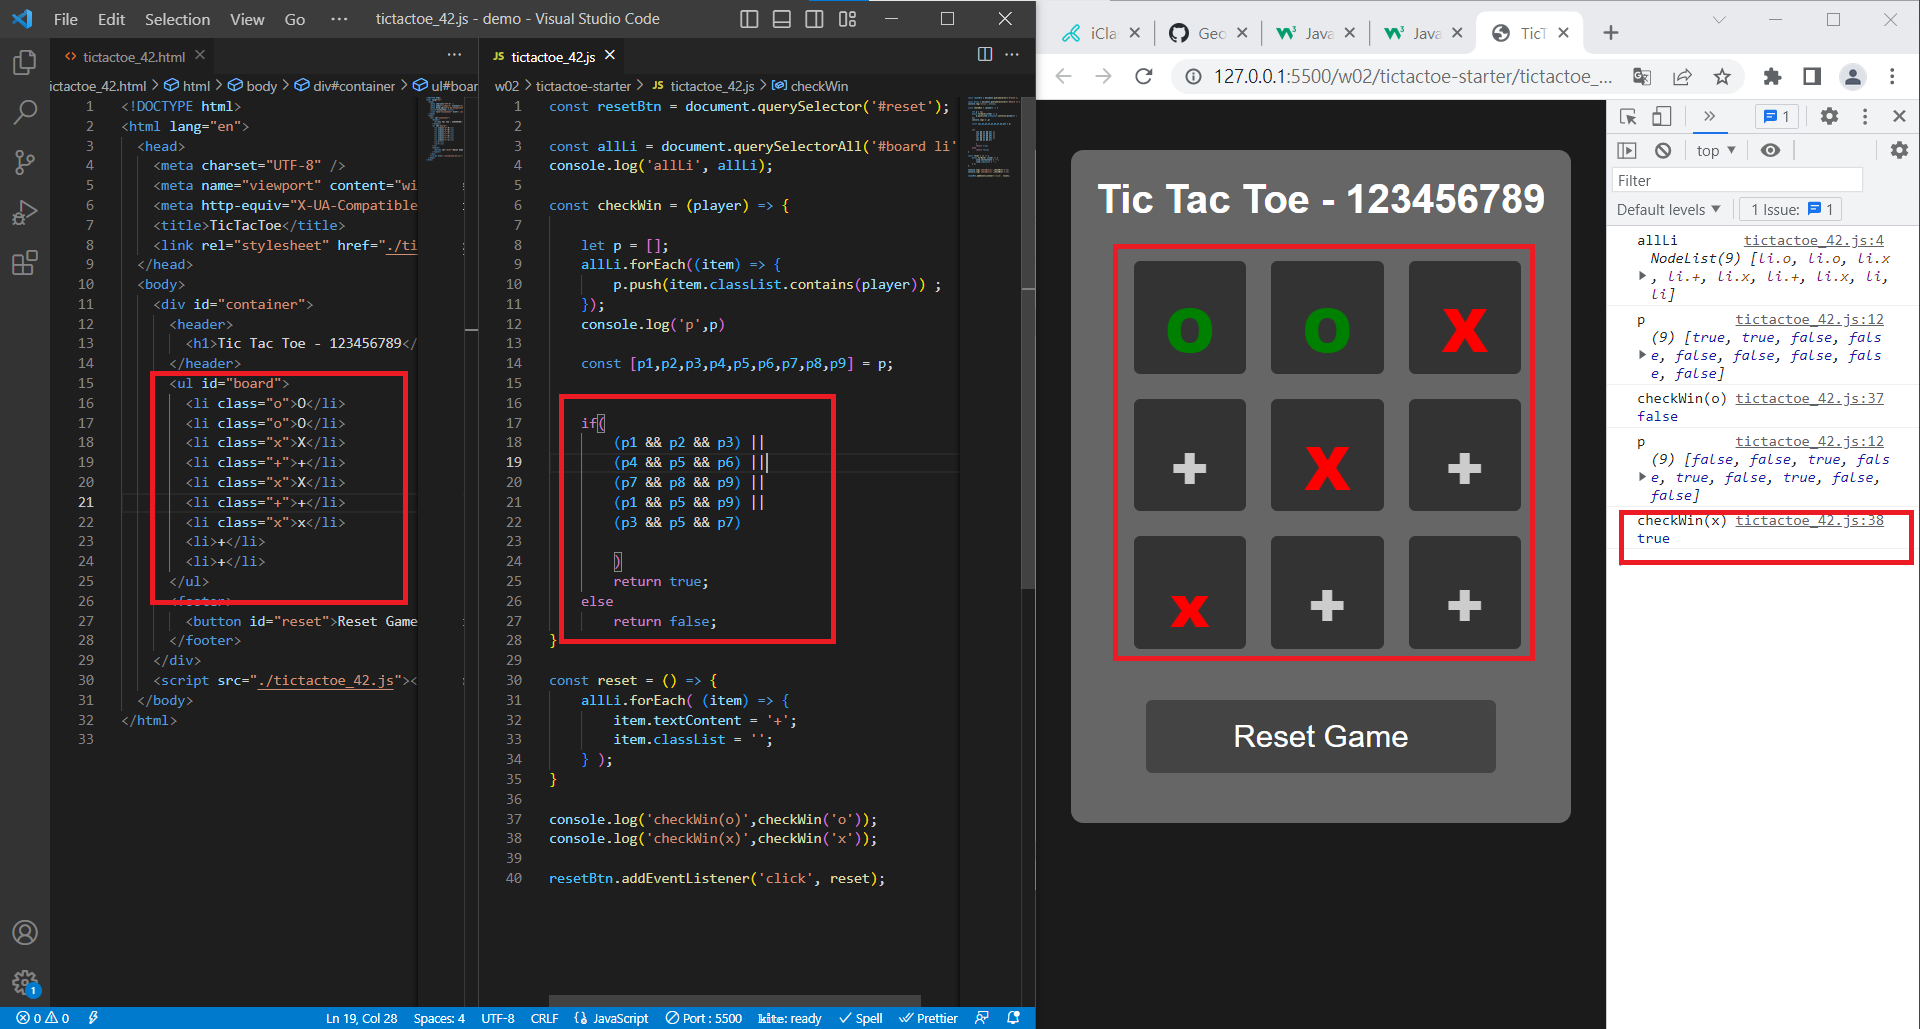 File Edit Selection View Go ··· tictactoe_42.js - demo - Visual Studio Code
tictactoe_42.html
ictactoe_42.html > html > body > div#container > ul#boar
1 <!DOCTYPE html>
2 <html lang="en">
3 <head>
4 <meta charset="UTF-8" />
5 <meta name="viewport" content="wi
6 <meta http-equiv="X-UA-Compatible
7 <title>TicTacToe</title>
8 <link rel="stylesheet" href="./ti
9 </head>
10 <body>
11 <div id="container">
12 <header>
13 <h1>Tic Tac Toe - 123456789</
14 </header>
15 <ul id="board">
16 <li class="o">O</li>
17 <li class="o">O</li>
18 <li class="x">X</li>
19 <li class="+">+</li>
20 <li class="x">X</li>
21 <li class="+">+</li>
22 <li class="x">x</li>
23 <li>+</li>
24 <li>+</li>
25 </ul>
26 <footer>
27 <button id="reset">Reset Game
28 </footer>
29 </div>
30 <script src="./tictactoe_42.js"><
31 </body>
32 </html>
33
JS tictactoe_42.js
w02 > tictactoe-starter > JS tictactoe_42.js > checkWin
1 const resetBtn = document.querySelector('#reset');
2
3 const allLi = document.querySelectorAll('#board li'
4 console.log('allLi', allLi);
5
6 const checkWin = (player) => {
7
8 let p = [];
9 allLi.forEach((item) => {
10 p.push(item.classList.contains(player)) ;
11 });
12 console.log('p',p)
13
14 const [p1,p2,p3,p4,p5,p6,p7,p8,p9] = p;
15
16
17 if(
18 (p1 && p2 && p3) ||
19 (p4 && p5 && p6) ||
20 (p7 && p8 && p9) ||
21 (p1 && p5 && p9) ||
22 (p3 && p5 && p7)
23
24 )
25 return true;
26 else
27 return false;
28 }
29
30 const reset = () => {
31 allLi.forEach( (item) => {
32 item.textContent = '+';
33 item.classList = '';
34 } );
35 }
36
37 console.log('checkWin(o)',checkWin('o'));
38 console.log('checkWin(x)',checkWin('x'));
39
40 resetBtn.addEventListener('click', reset);
1
0 0 Ln 19, Col 28 Spaces: 4 UTF-8 CRLF JavaScript Port : 5500 kite: ready Spell Prettier
iCla Geo Java Java TicT
127.0.0.1:5500/w02/tictactoe-starter/tictactoe_...
Tic Tac Toe - 123456789
O O X
+ X +
x + +
Reset Game
1
top
Filter
Default levels 1 Issue: 1
allLi tictactoe_42.js:4
NodeList(9) [li.o, li.o, li.x
, li.+, li.x, li.+, li.x, li,
li]
p tictactoe_42.js:12
(9) [true, true, false, fals
e, false, false, false, fals
e, false]
checkWin(o) tictactoe_42.js:37
false
p tictactoe_42.js:12
(9) [false, false, true, fals
e, true, false, true, false,
false]
checkWin(x) tictactoe_42.js:38
true